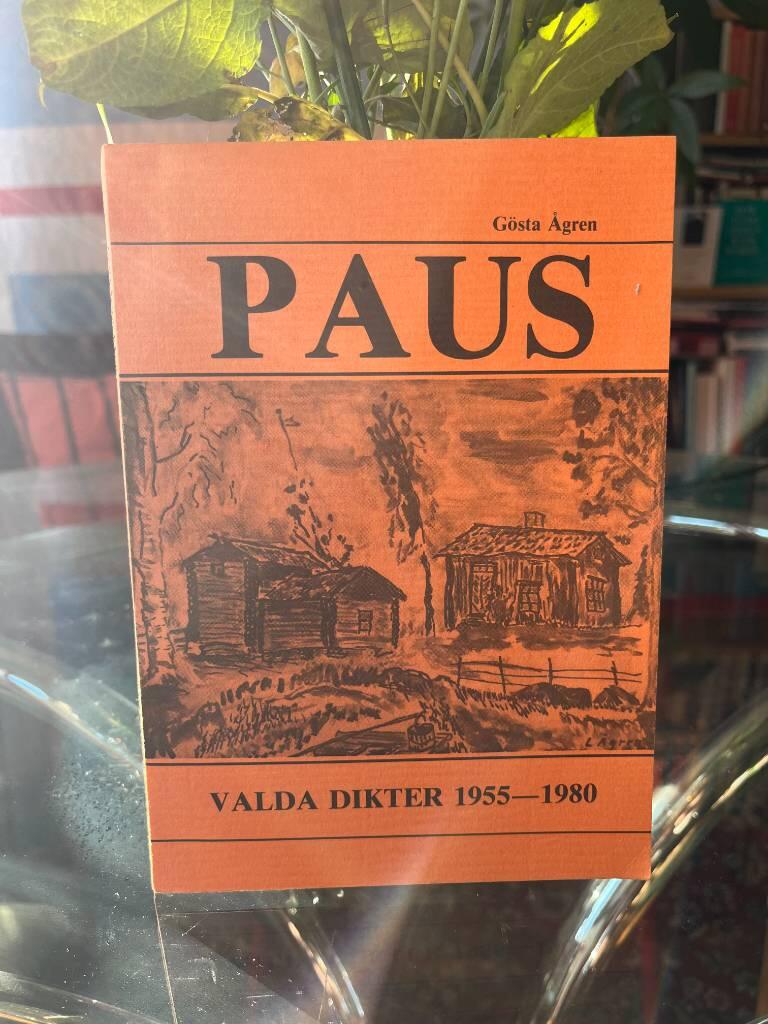 Gösta Ågren
PAUS
VALDA DIKTER 1955—1980